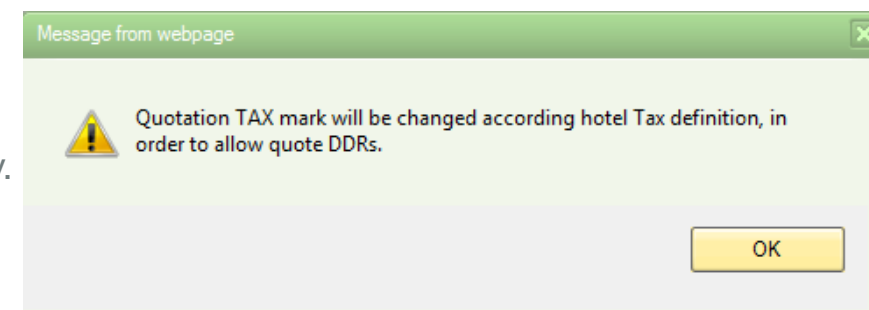 Message from webpage
Quotation TAX mark will be changed according hotel Tax definition, in
order to allow quote DDRs.
OK